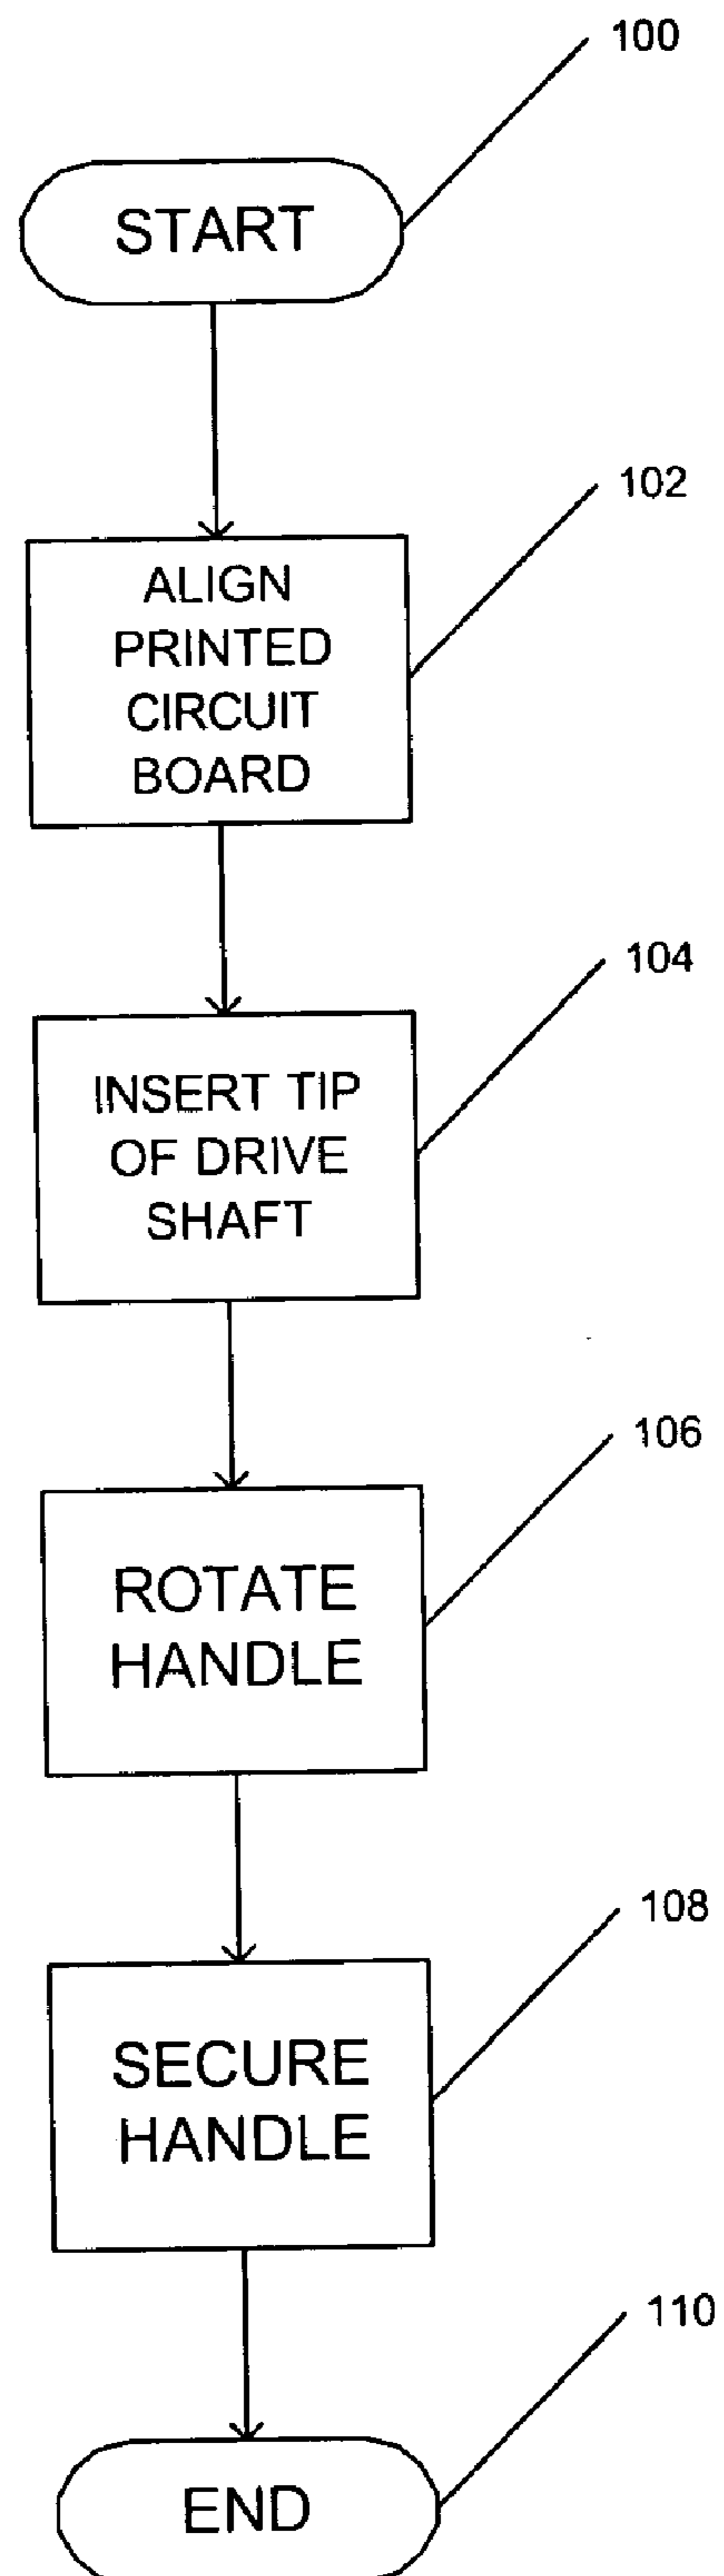 100
START
102
ALIGN
PRINTED
CIRCUIT
BOARD
104
INSERT TIP
OF DRIVE
SHAFT
106
ROTATE
HANDLE
108
SECURE
HANDLE
110
END